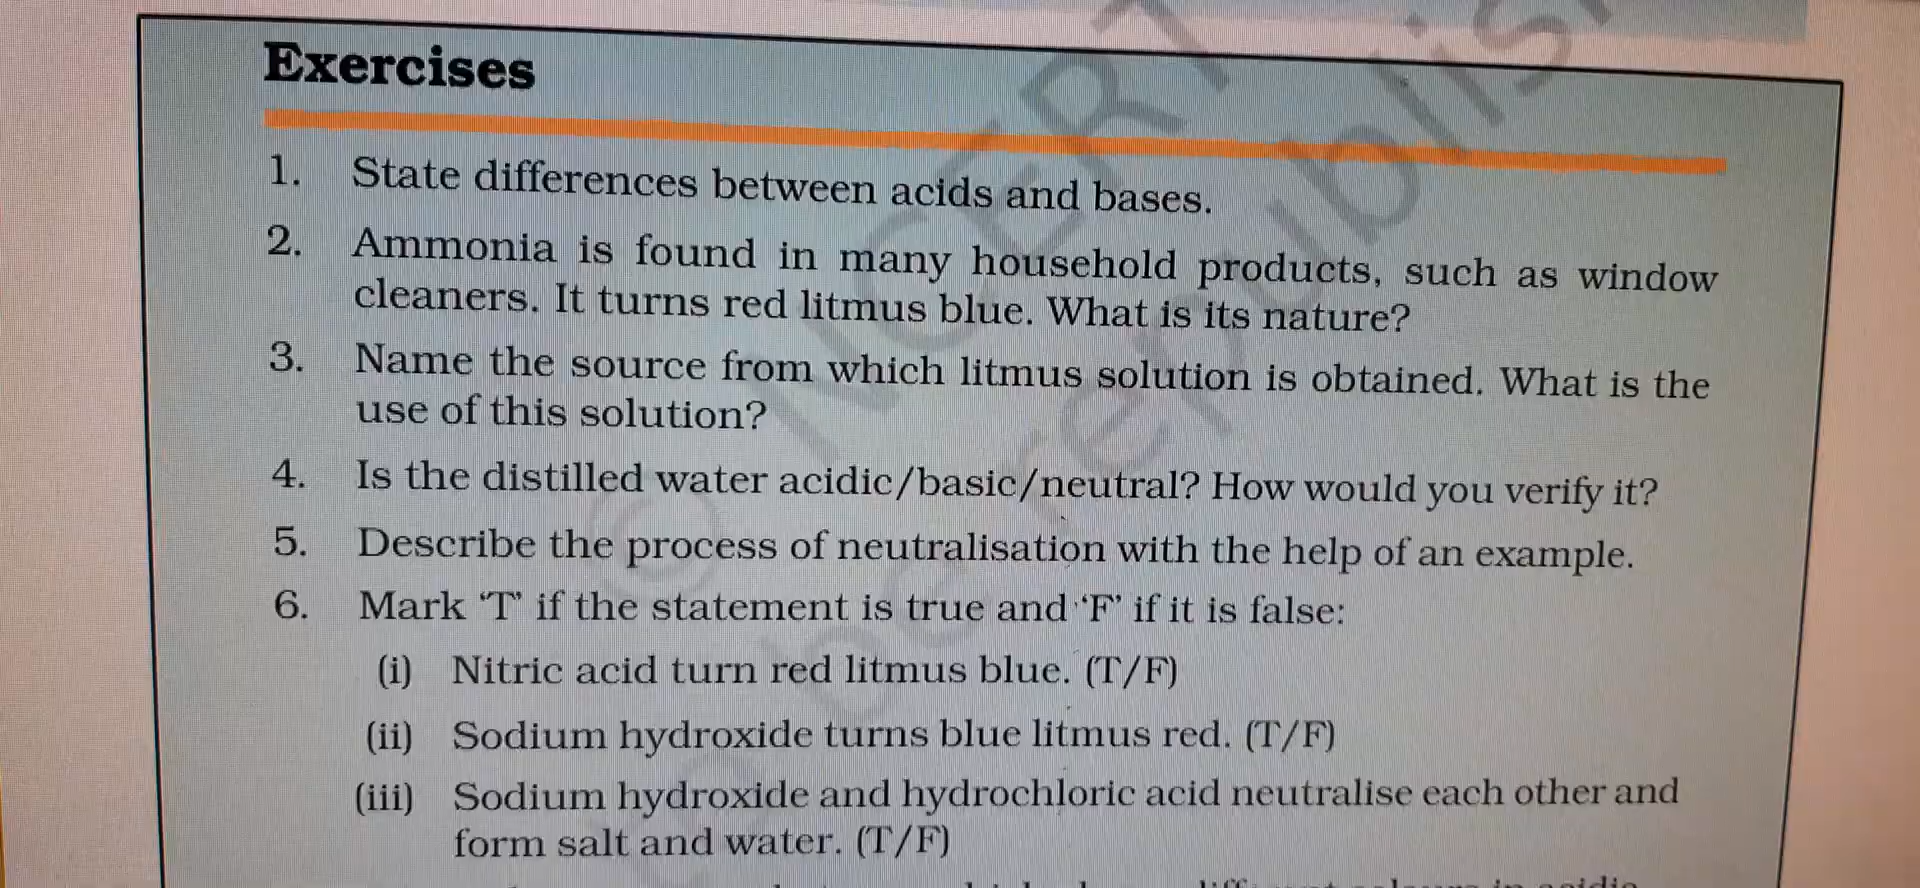 Exercises
1. State differences between acids and bases.
2. Ammonia is found in many household products, such as window
cleaners. It turns red litmus blue. What is its nature?
3. Name the source from which litmus solution is obtained. What is the
use of this solution?
4. Is the distilled water acidic/basic/neutral? How would you verify it?
5. Describe the process of neutralisation with the help of an example.
6. Mark ‘T’ if the statement is true and ‘F’ if it is false:
(i) Nitric acid turn red litmus blue. (T/F)
(ii) Sodium hydroxide turns blue litmus red. (T/F)
(iii) Sodium hydroxide and hydrochloric acid neutralise each other and
form salt and water. (T/F)
© NCERT
be republis